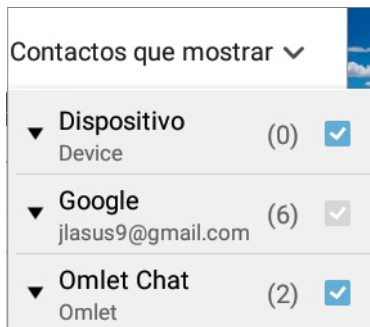 Contactos que mostrar
Dispositivo
Device
(0)
Google
jlasus9@gmail.com
(6)
Omlet Chat
Omlet
(2)